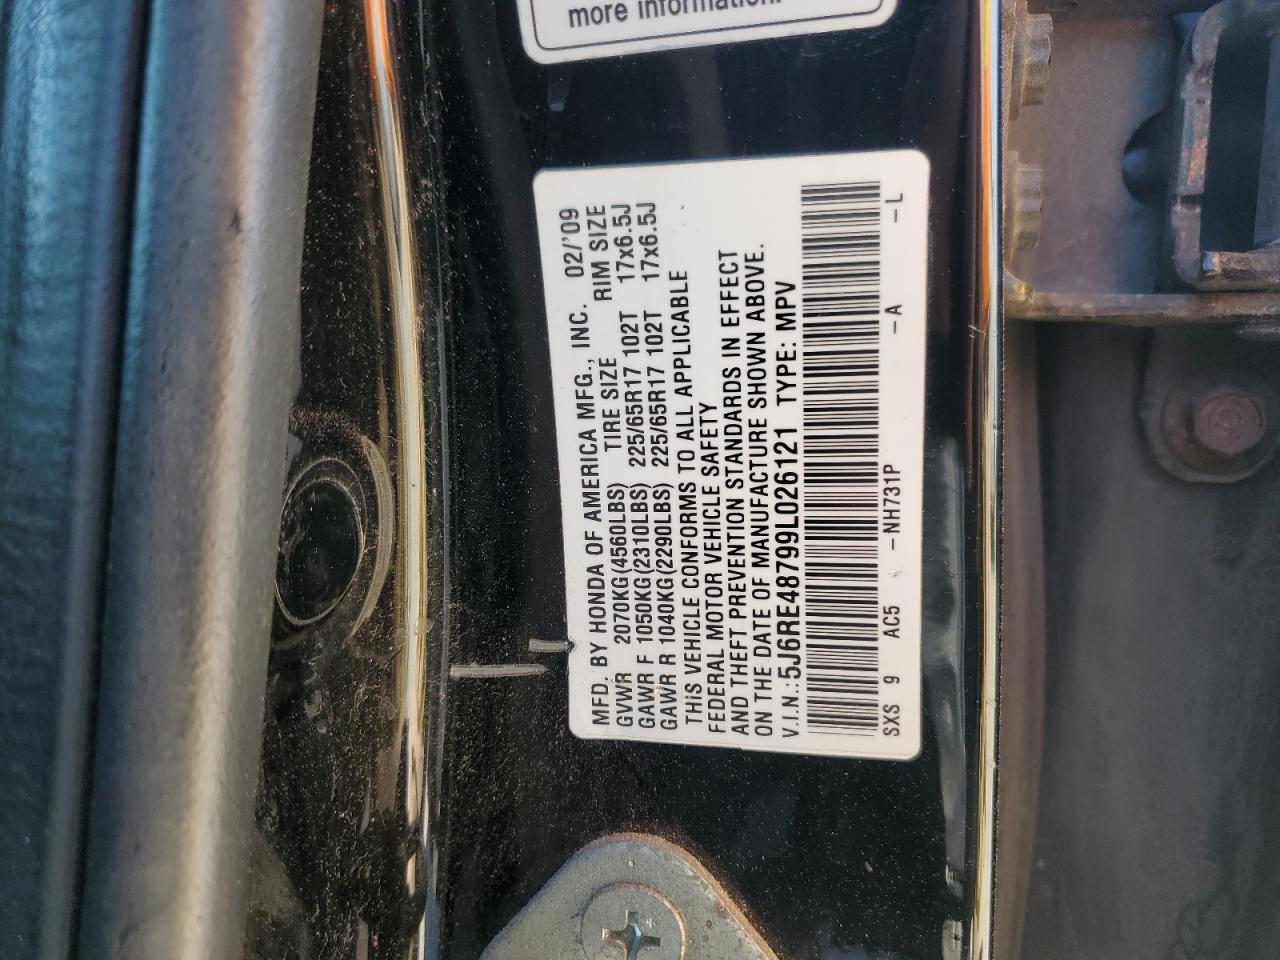 more information.
MFD. BY HONDA OF AMERICA MFG., INC. 02/'09
GVWR 2070KG(4560LBS) TIRE SIZE RIM SIZE
GAWR F 1050KG(2310LBS) 225/65R17 102T 17x6.5J
GAWR R 1040KG(2290LBS) 225/65R17 102T 17x6.5J
THIS VEHICLE CONFORMS TO ALL APPLICABLE
FEDERAL MOTOR VEHICLE SAFETY
AND THEFT PREVENTION STANDARDS IN EFFECT
ON THE DATE OF MANUFACTURE SHOWN ABOVE.
V.I.N.:5J6RE48799L026121 TYPE: MPV
SXS 9 AC5 -NH731P -A -L